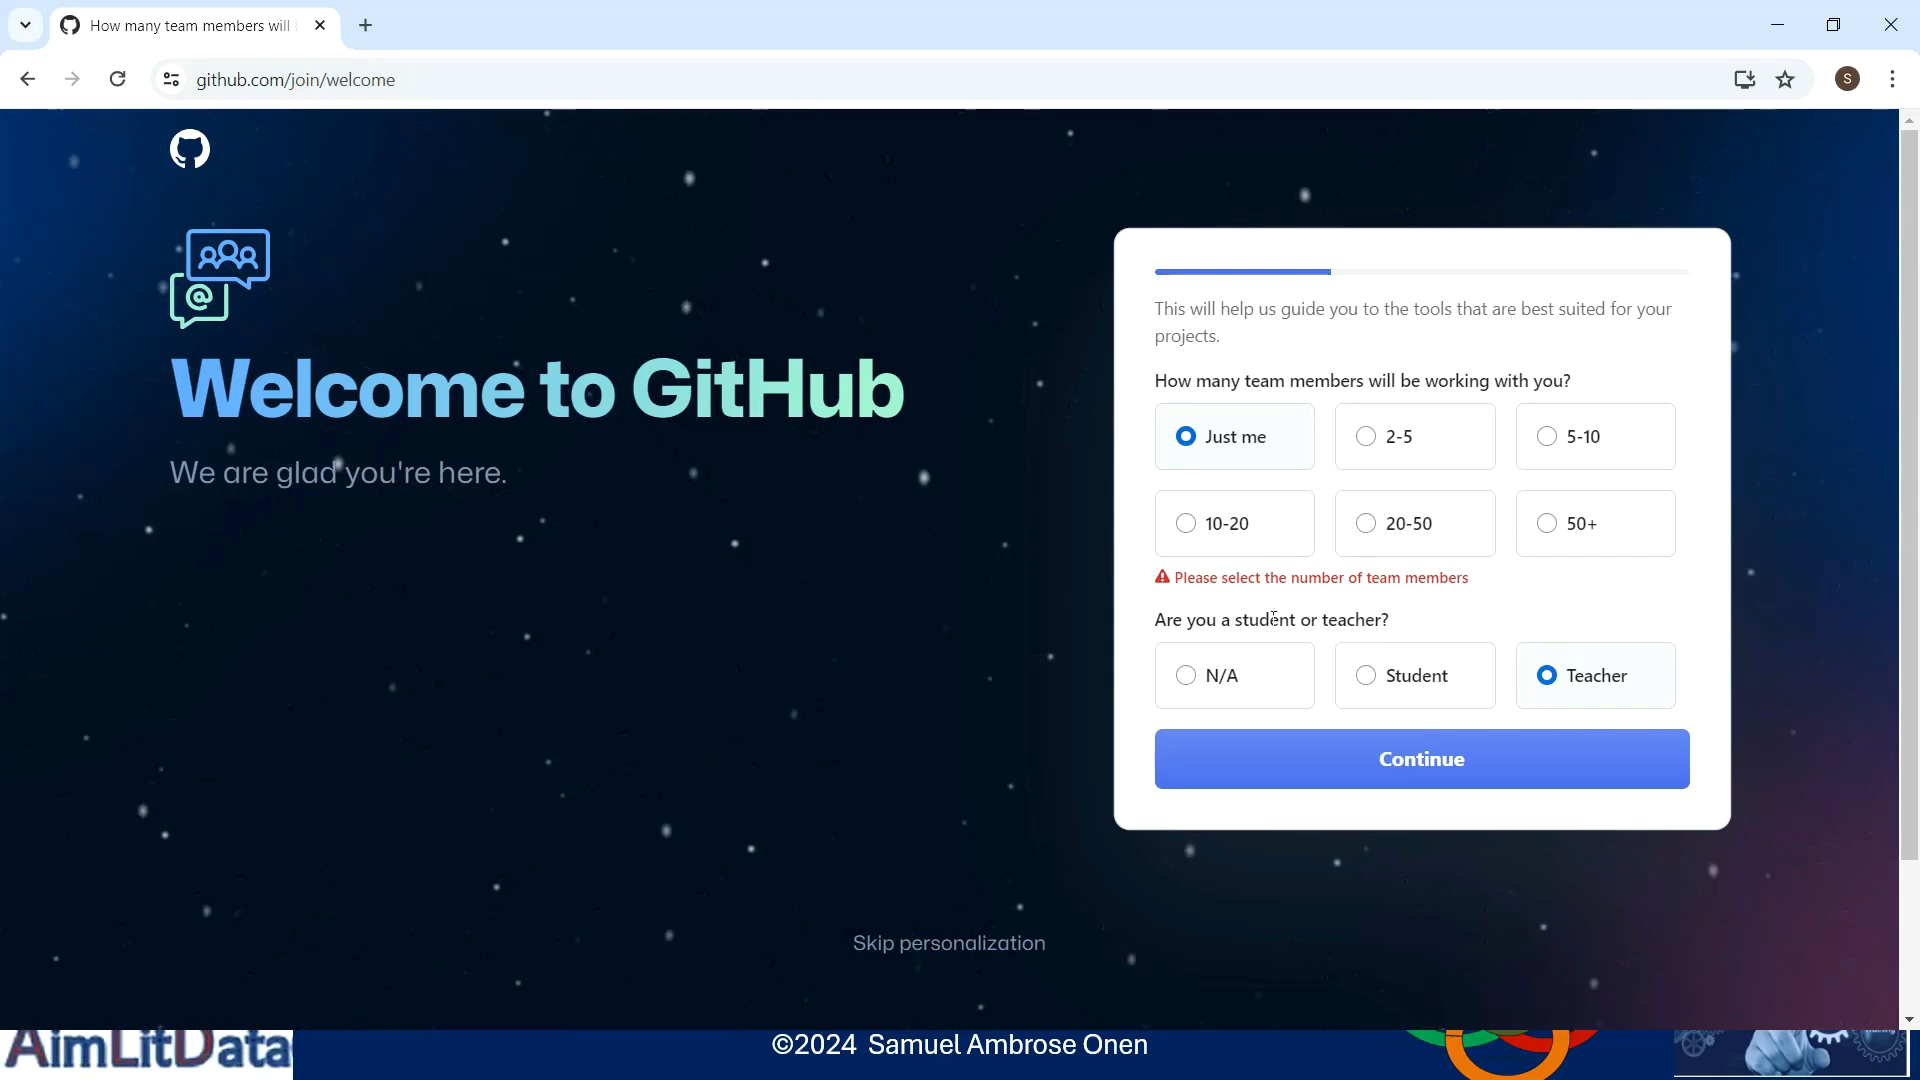 How many team members will
github.com/join/welcome
S
@
Welcome to GitHub
We are glad you're here.
This will help us guide you to the tools that are best suited for your
projects.
How many team members will be working with you?
Just me
2-5
5-10
10-20
20-50
50+
Please select the number of team members
Are you a student or teacher?
N/A
Student
Teacher
Continue
Skip personalization
AimLitData
©2024 Samuel Ambrose Onen